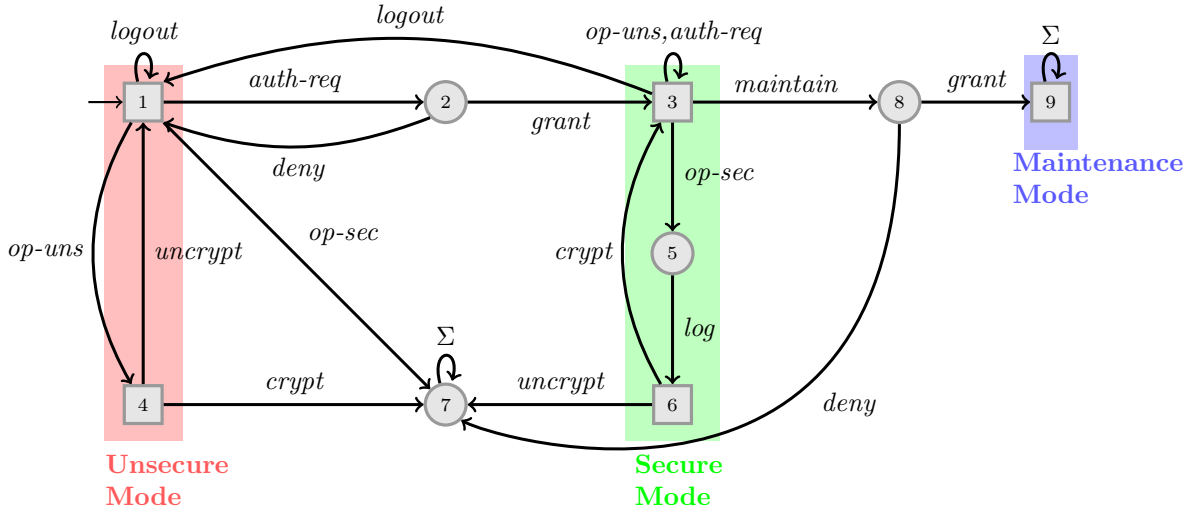 logout
logout
op-uns,auth-req
Σ
1
auth-req
2
grant
3
maintain
8
grant
9
deny
Maintenance
Mode
op-sec
op-uns
uncrypt
op-sec
crypt
5
log
Σ
4
crypt
7
uncrypt
6
deny
Unsecure
Mode
Secure
Mode